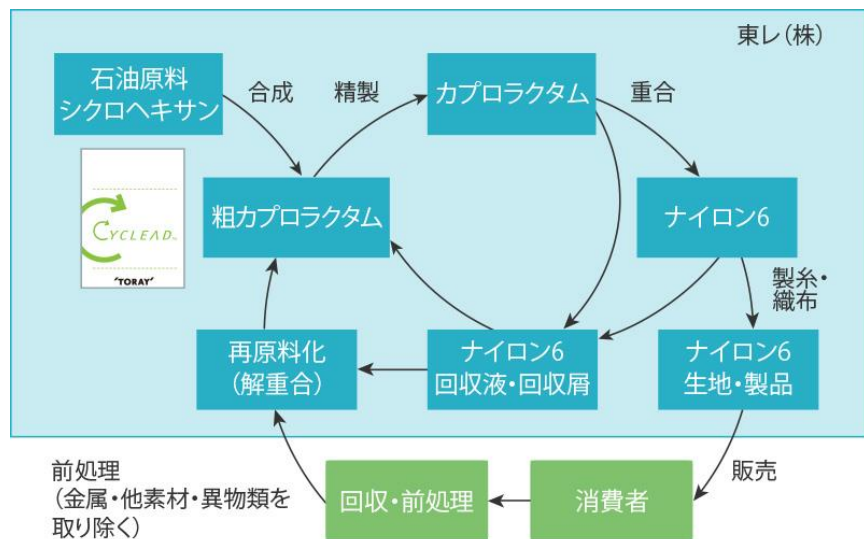 東レ(株)
石油原料
シクロヘキサン
合成
精製
カプロラクタム
重合
CYCLEAD
'TORAY'
粗カプロラクタム
ナイロン6
製糸・
織布
再原料化
(解重合)
ナイロン6
回収液・回収屑
ナイロン6
生地・製品
前処理
(金属・他素材・異物類を
取り除く)
回収・前処理
消費者
販売